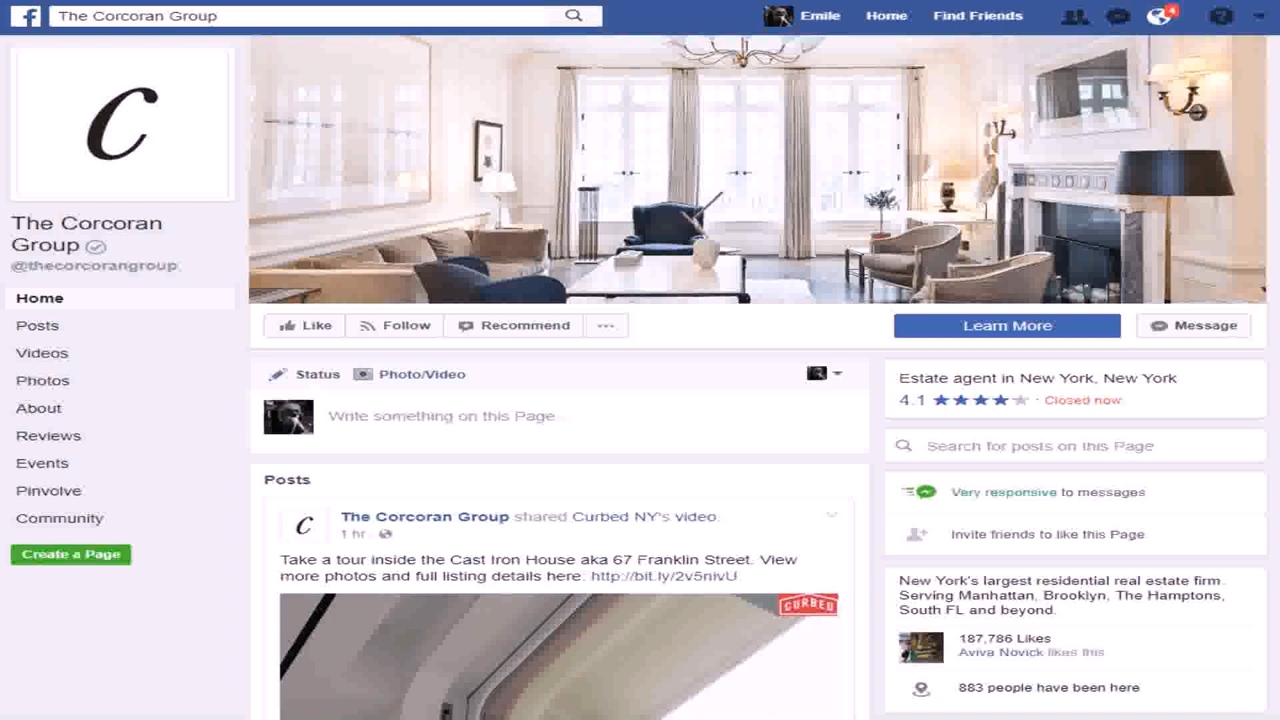 The Corcoran Group
Emile
Home
Find Friends
4
C
The Corcoran
Group
@thecorcorangroup
Home
Posts
Videos
Photos
About
Reviews
Events
Pinvolve
Community
Create a Page
Like
Follow
Recommend
Learn More
Message
Status
Photo/Video
Write something on this Page
Posts
C
The Corcoran Group shared Curbed NY's video.
1 hr
Take a tour inside the Cast Iron House aka 67 Franklin Street. View
more photos and full listing details here: http://bit.ly/2v5nivU
CURBED
Estate agent in New York, New York
4.1 ★★★★★ · Closed now
Search for posts on this Page
Very responsive to messages
Invite friends to like this Page
New York's largest residential real estate firm.
Serving Manhattan, Brooklyn, The Hamptons,
South FL and beyond.
187,786 Likes
Aviva Novick likes this
883 people have been here